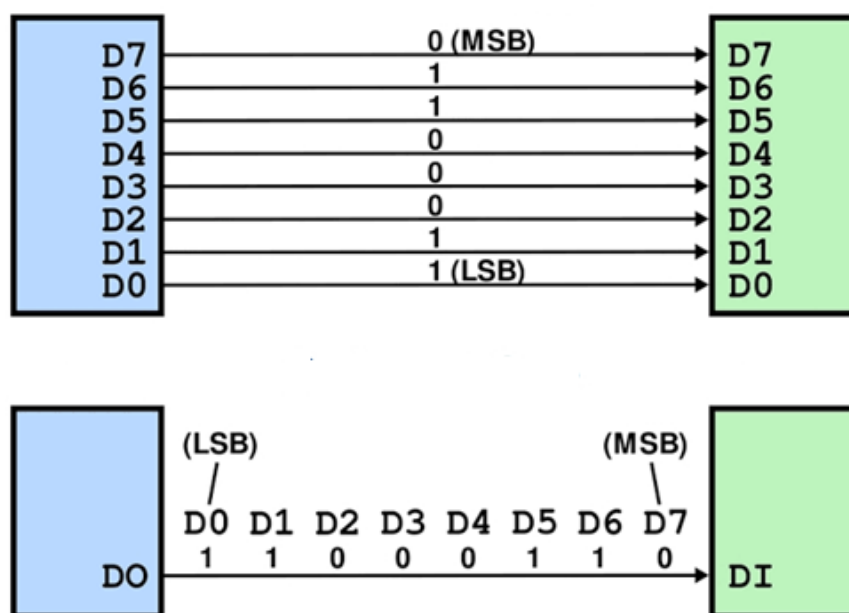 D7 0 (MSB) D7
D6 1 D6
D5 1 D5
D4 0 D4
D3 0 D3
D2 0 D2
D1 1 D1
D0 1 (LSB) D0
(LSB) (MSB)
D0 D1 D2 D3 D4 D5 D6 D7
1 1 0 0 0 1 1 0
DO DI